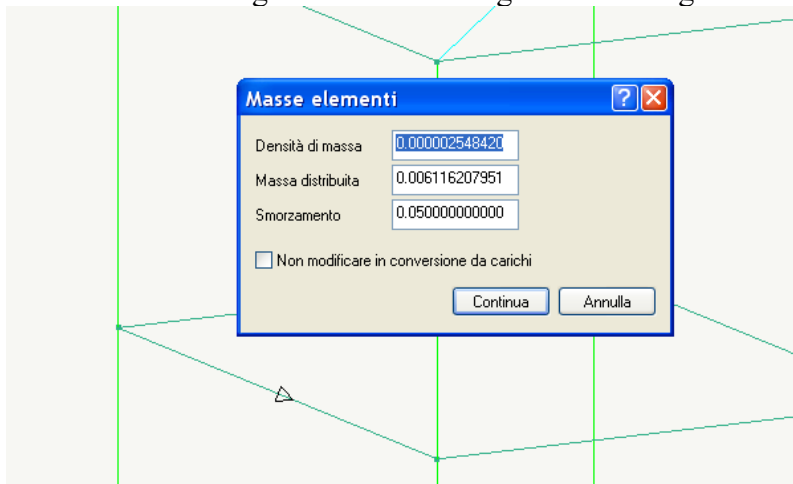 Masse elementi
Densità di massa 0.000002548420
Massa distribuita 0.006116207951
Smorzamento 0.050000000000
Non modificare in conversione da carichi
Continua Annulla